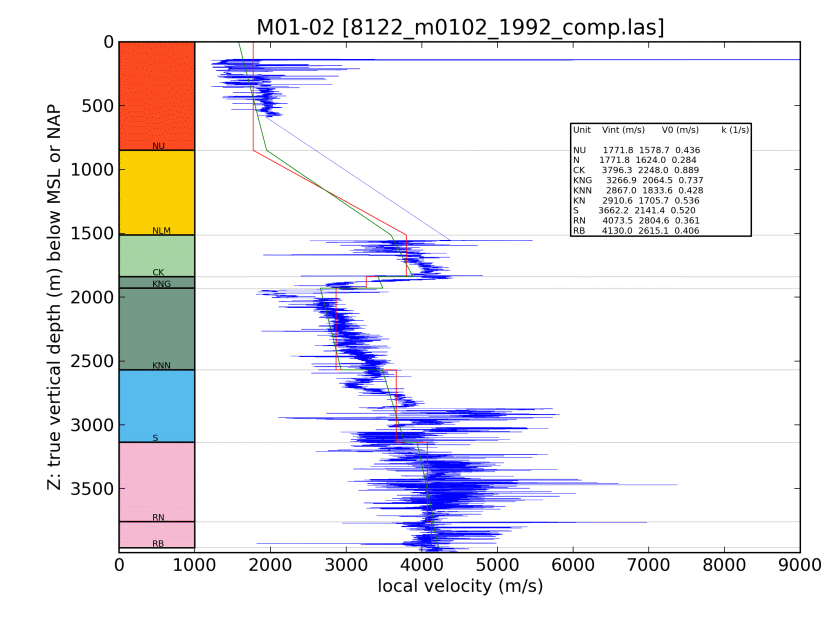 M01-02 [8122_m0102_1992_comp.las]
Z: true vertical depth (m) below MSL or NAP
0
500
1000
1500
2000
2500
3000
3500
NU
NLM
CK
KNG
KNN
S
RN
RB
Unit Vint (m/s) V0 (m/s) k (1/s)
NU 1771.8 1578.7 0.436
N 1771.8 1624.0 0.284
CK 3796.3 2248.0 0.889
KNG 3266.9 2064.5 0.737
KNN 2867.0 1833.6 0.428
KN 2910.6 1705.7 0.536
S 3662.2 2141.4 0.520
RN 4073.5 2804.6 0.361
RB 4130.0 2615.1 0.406
0 1000 2000 3000 4000 5000 6000 7000 8000 9000
local velocity (m/s)